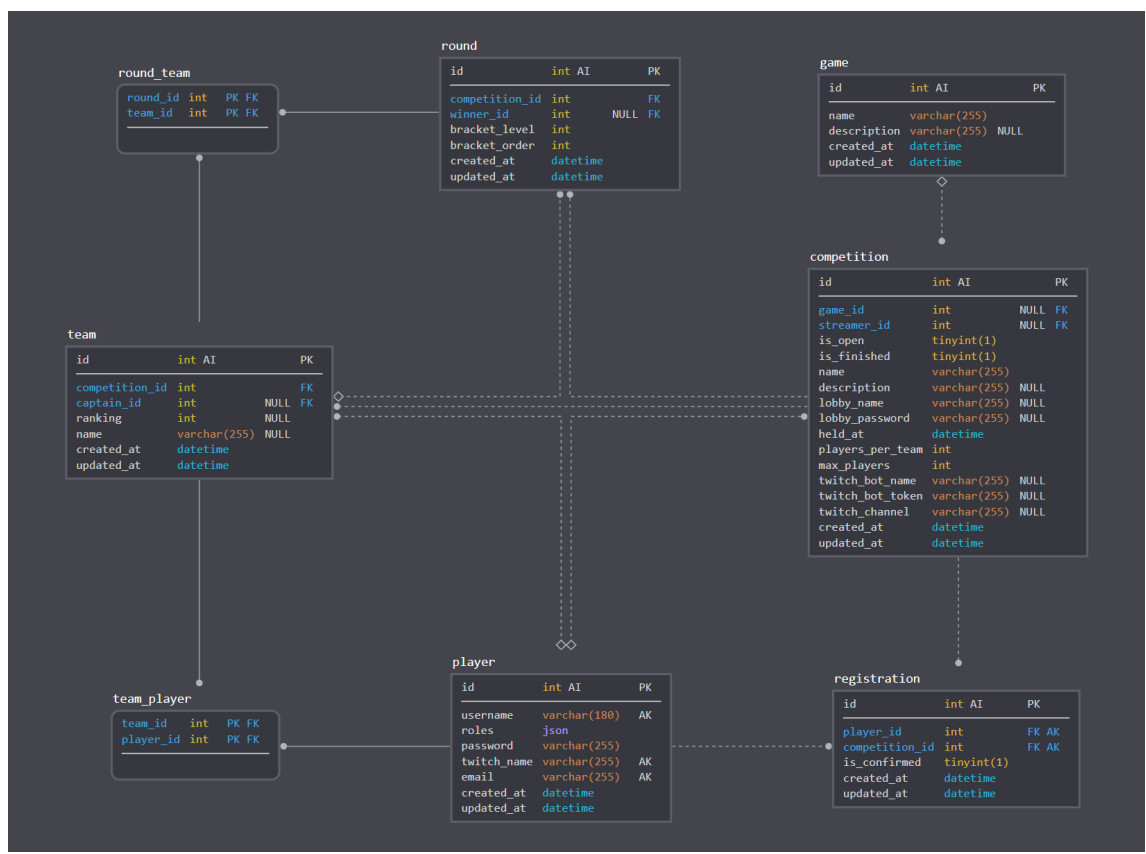 round
id int AI PK
competition_id int FK
winner_id int NULL FK
bracket_level int
bracket_order int
created_at datetime
updated_at datetime
round_team
round_id int PK FK
team_id int PK FK
game
id int AI PK
name varchar(255)
description varchar(255) NULL
created_at datetime
updated_at datetime
competition
id int AI PK
game_id int NULL FK
streamer_id int NULL FK
is_open tinyint(1)
is_finished tinyint(1)
name varchar(255)
description varchar(255) NULL
lobby_name varchar(255) NULL
lobby_password varchar(255) NULL
held_at datetime
players_per_team int
max_players int
twitch_bot_name varchar(255) NULL
twitch_bot_token varchar(255) NULL
twitch_channel varchar(255) NULL
created_at datetime
updated_at datetime
team
id int AI PK
competition_id int FK
captain_id int NULL FK
ranking int NULL
name varchar(255) NULL
created_at datetime
updated_at datetime
player
id int AI PK
username varchar(180) AK
roles json
password varchar(255)
twitch_name varchar(255) AK
email varchar(255) AK
created_at datetime
updated_at datetime
registration
id int AI PK
player_id int FK AK
competition_id int FK AK
is_confirmed tinyint(1)
created_at datetime
updated_at datetime
team_player
team_id int PK FK
player_id int PK FK